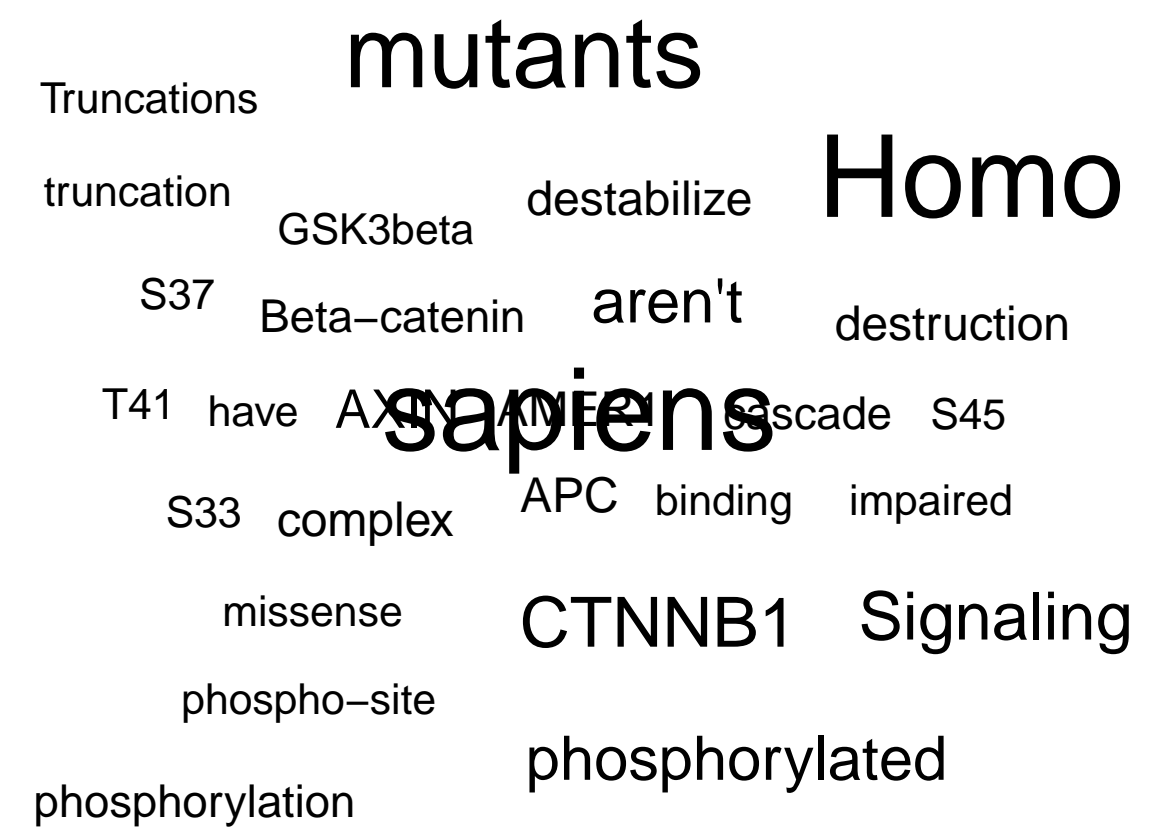 mutants
Truncations
Homo
truncation
destabilize
GSK3beta
S37
Beta−catenin
aren't
destruction
T41 have AXIN AMER1 cascade S45
sapiens
S33 complex APC binding impaired
missense
CTNNB1 Signaling
phospho−site
phosphorylated
phosphorylation